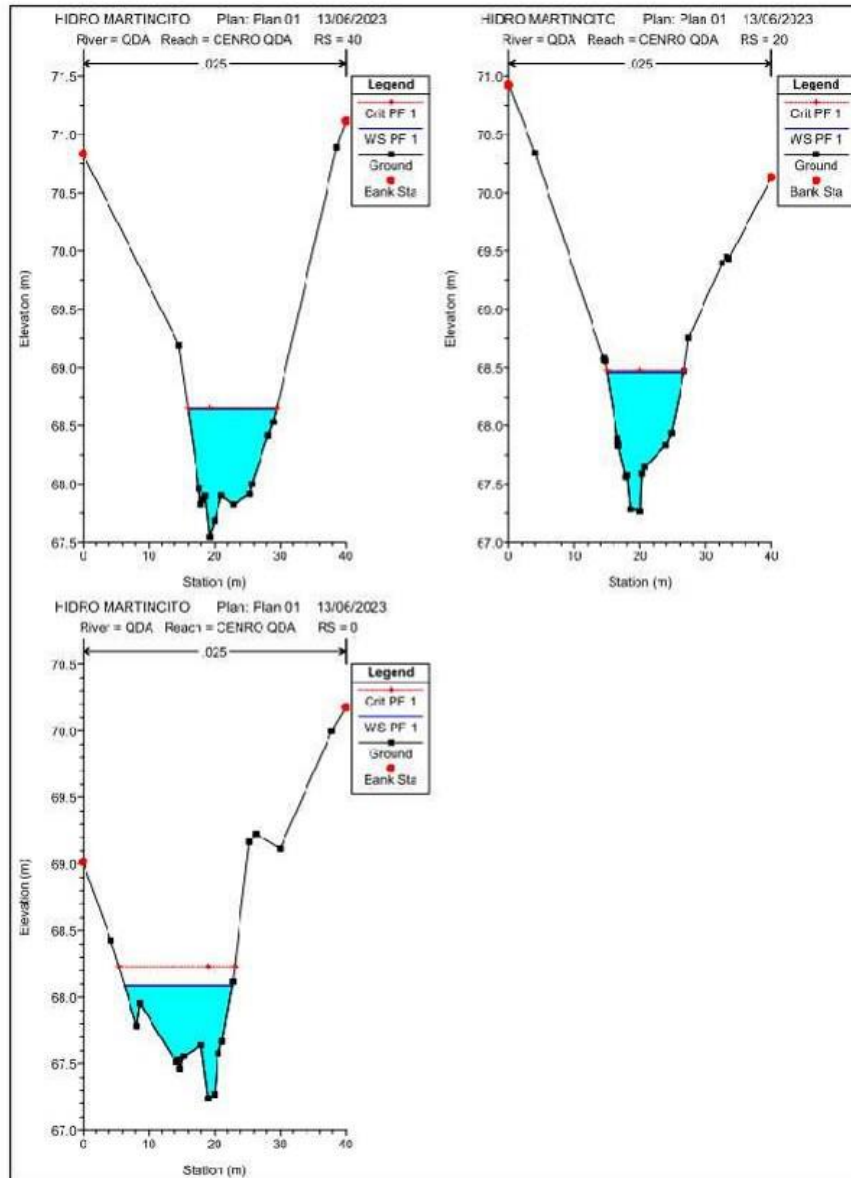 HIDRO MARTINCITO Plan: Plan 01 13/06/2023
River = QDA Reach = CENRO QDA RS = 40
.025
Legend
Crit PF 1
WS PF 1
Ground
Bank Sta
Elevation (m)
71.5
71.0
70.5
70.0
69.5
69.0
68.5
68.0
67.5
0 10 20 30 40
Station (m)
HIDRO MARTINCITO Plan: Plan 01 13/06/2023
River = QDA Reach = CENRO QDA RS = 20
.025
Legend
Crit PF 1
WS PF 1
Ground
Bank Sta
Elevation (m)
71.0
70.5
70.0
69.5
69.0
68.5
68.0
67.5
67.0
0 10 20 30 40
Station (m)
HIDRO MARTINCITO Plan: Plan 01 13/06/2023
River = QDA Reach = CENRO QDA RS = 0
.025
Legend
Crit PF 1
WS PF 1
Ground
Bank Sta
Elevation (m)
70.5
70.0
69.5
69.0
68.5
68.0
67.5
67.0
0 10 20 30 40
Station (m)